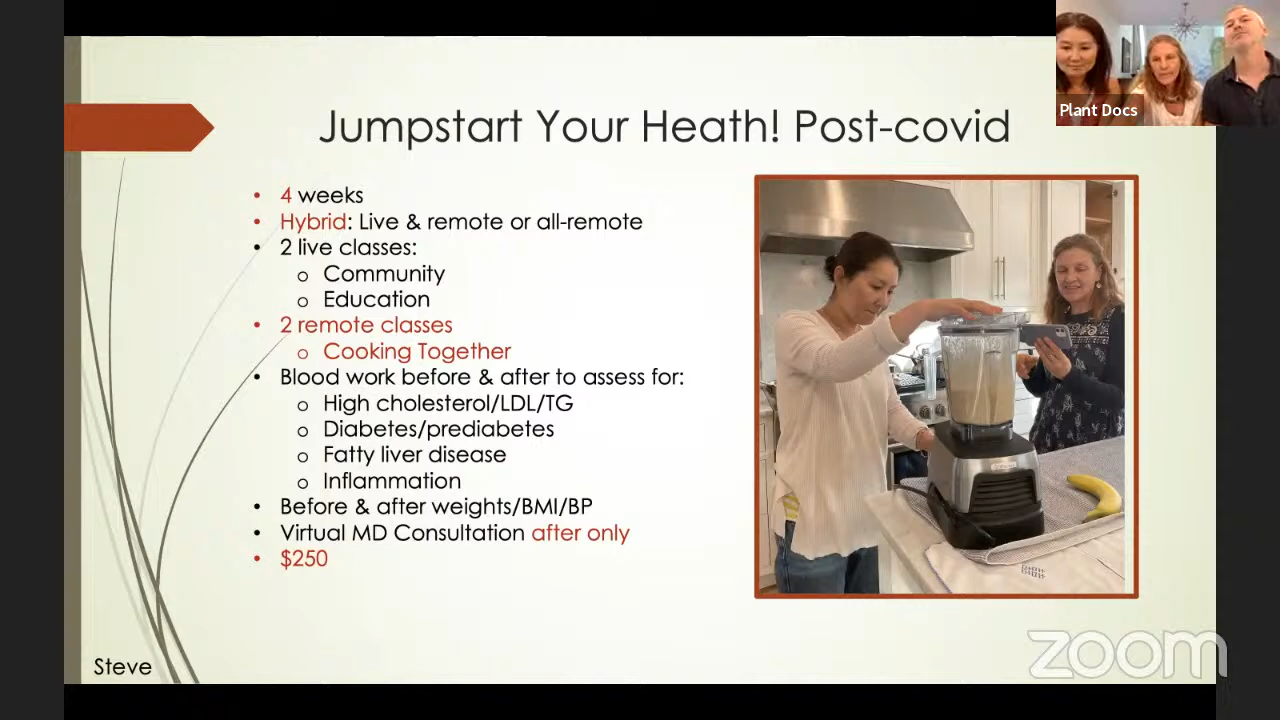 Plant Docs
Jumpstart Your Heath! Post-covid
• 4 weeks
• Hybrid: Live & remote or all-remote
• 2 live classes:
o Community
o Education
• 2 remote classes
o Cooking Together
• Blood work before & after to assess for:
o High cholesterol/LDL/TG
o Diabetes/prediabetes
o Fatty liver disease
o Inflammation
• Before & after weights/BMI/BP
• Virtual MD Consultation after only
• $250
Steve
zoom